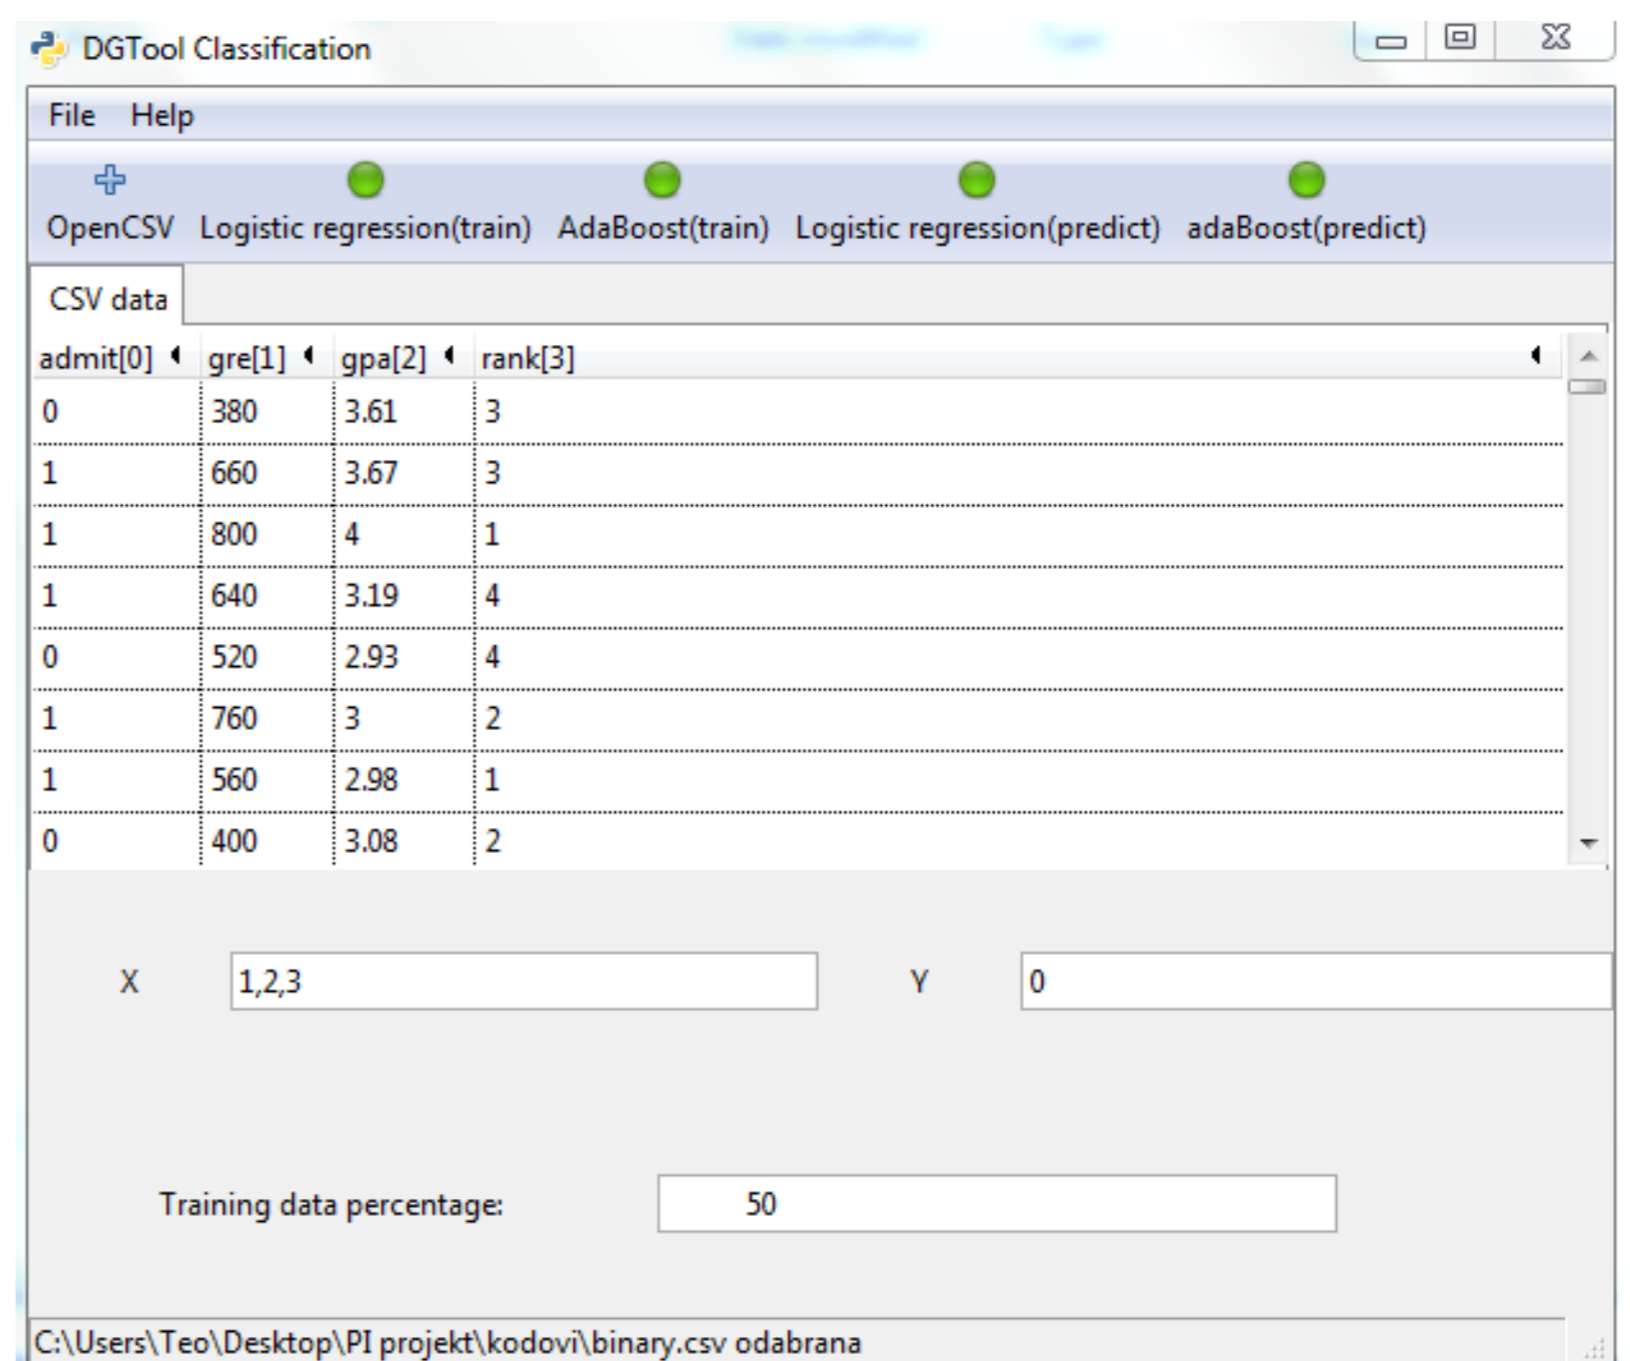 DGTool Classification
File Help
OpenCSV Logistic regression(train) AdaBoost(train) Logistic regression(predict) adaBoost(predict)
CSV data
admit[0] gre[1] gpa[2] rank[3]
0 380 3.61 3
1 660 3.67 3
1 800 4 1
1 640 3.19 4
0 520 2.93 4
1 760 3 2
1 560 2.98 1
0 400 3.08 2
X 1,2,3 Y 0
Training data percentage: 50
C:\Users\Teo\Desktop\PI projekt\kodovi\binary.csv odabrana